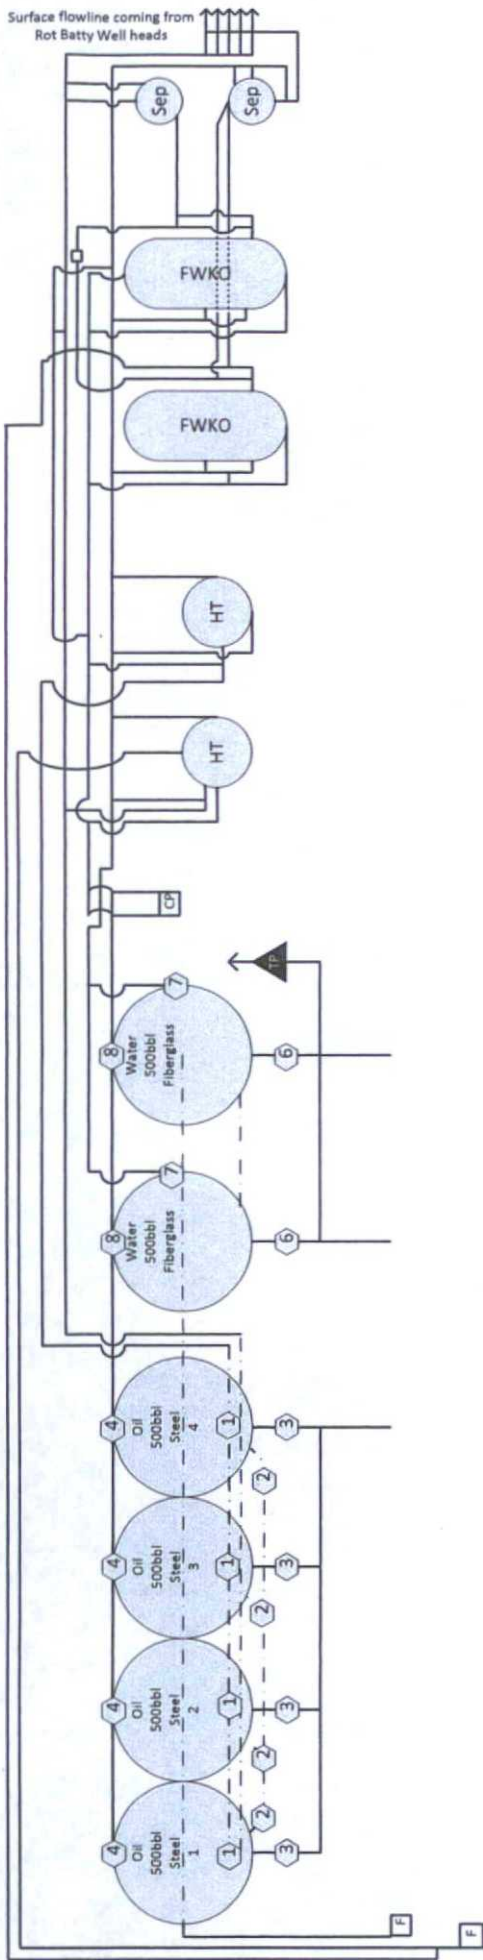 Surface flowline coming from
Rot Batty Well heads
Sep
Sep
FWKO
FWKO
HT
HT
CP
TP
7
8
Water
500bbl
Fiberglass
6
7
8
Water
500bbl
Fiberglass
6
4
Oil
500bbl
Steel
4
1
3
2
4
Oil
500bbl
Steel
3
1
3
2
4
Oil
500bbl
Steel
2
1
3
2
4
Oil
500bbl
Steel
1
1
3
2
F
F